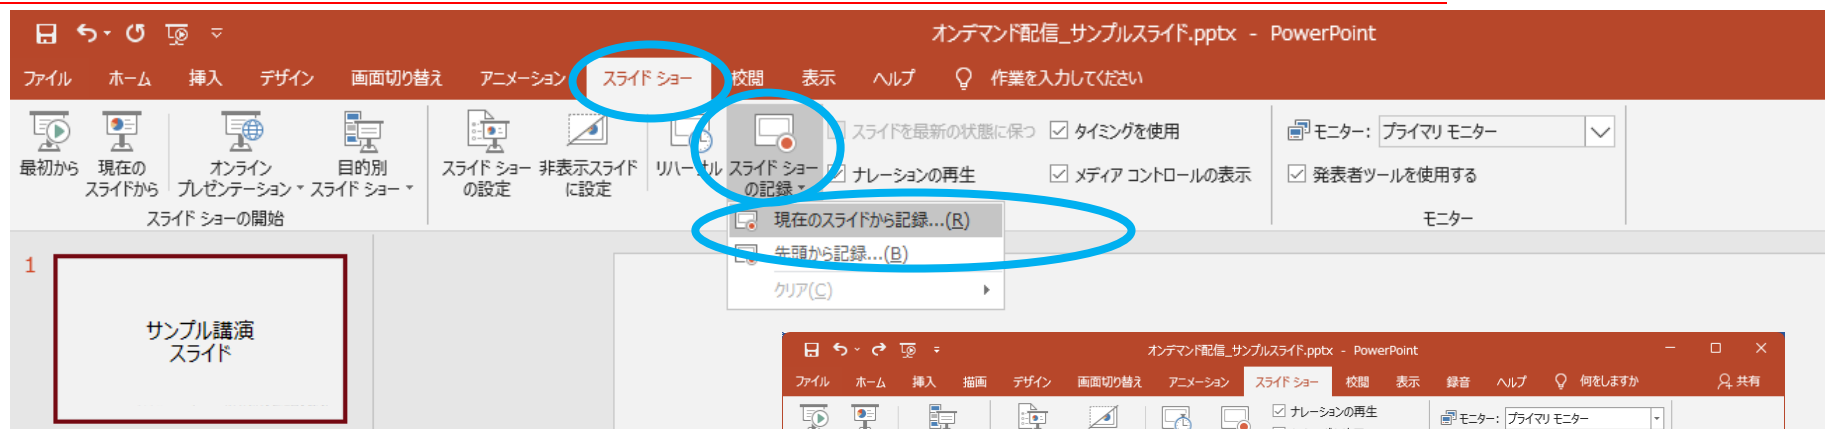 オンデマンド配信_サンプルスライド.pptx - PowerPoint
ファイル ホーム 挿入 デザイン 画面切り替え アニメーション スライド ショー 校閲 表示 ヘルプ 作業を入力してください
最初から 現在の スライドから オンライン プレゼンテーション 目的別 スライド ショー
スライド ショー の設定 非表示スライド に設定 リハーサル スライド ショー の記録
スライドを最新の状態に保つ タイミングを使用
ナレーションの再生 メディア コントロールの表示
モニター: プライマリ モニター
発表者ツールを使用する
スライド ショーの開始
モニター
現在のスライドから記録...(R)
先頭から記録...(B)
クリア(C)
1
サンプル講演
スライド
オンデマンド配信_サンプルスライド.pptx - PowerPoint
ファイル ホーム 挿入 描画 デザイン 画面切り替え アニメーション スライド ショー 校閲 表示 録音 ヘルプ 何をしますか 共有
ナレーションの再生
モニター: プライマリ モニター